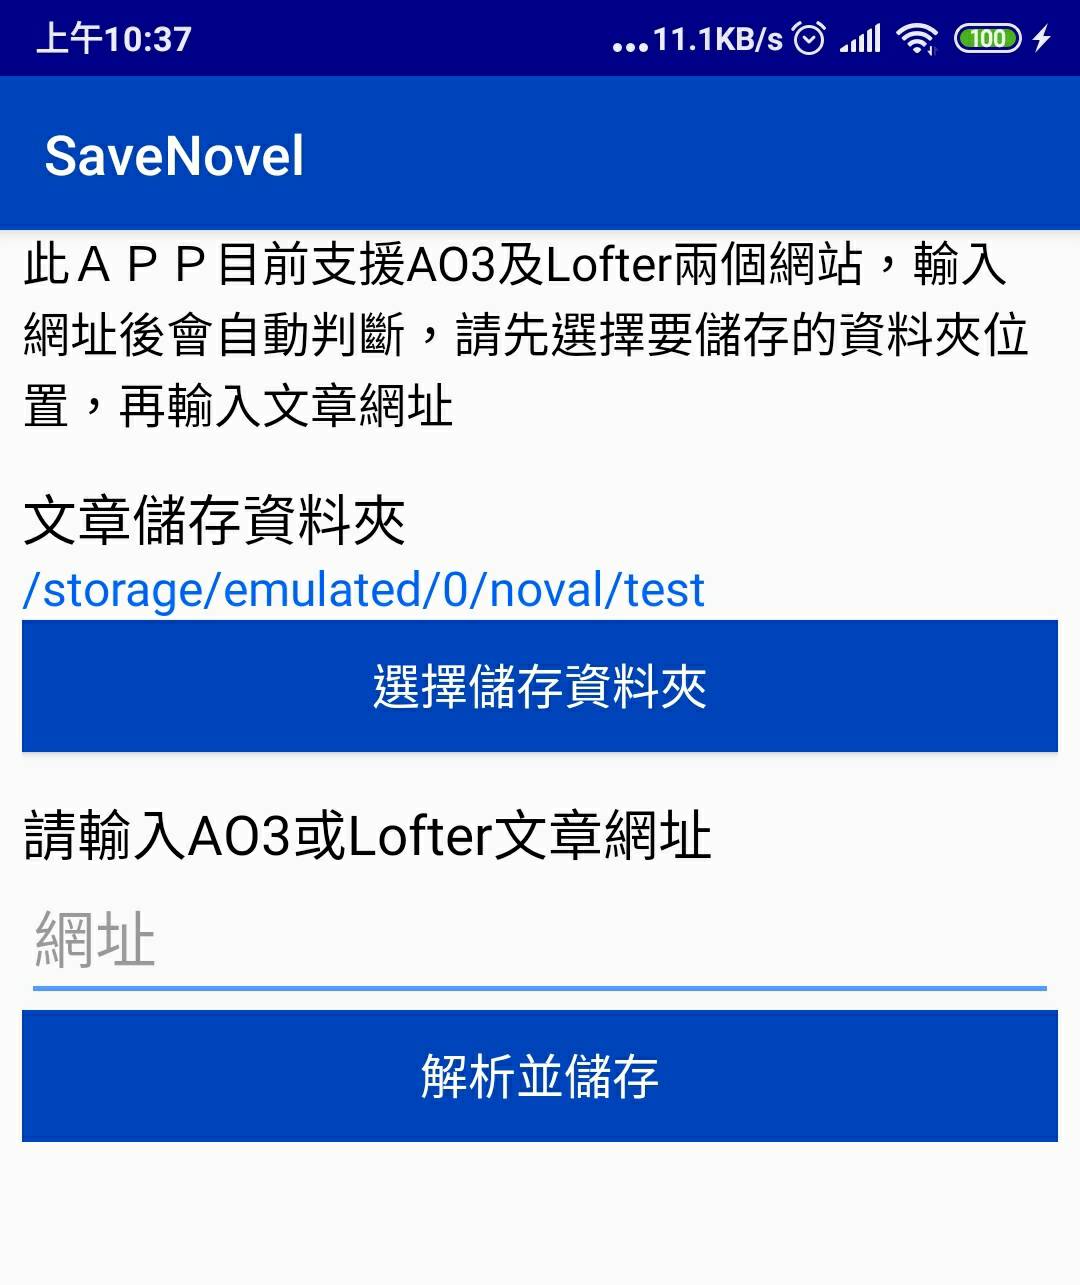 上午10:37 ...11.1KB/s 100
SaveNovel
此ＡＰＰ目前支援AO3及Lofter兩個網站，輸入
網址後會自動判斷，請先選擇要儲存的資料夾位
置，再輸入文章網址
文章儲存資料夾
/storage/emulated/0/noval/test
選擇儲存資料夾
請輸入AO3或Lofter文章網址
網址
解析並儲存